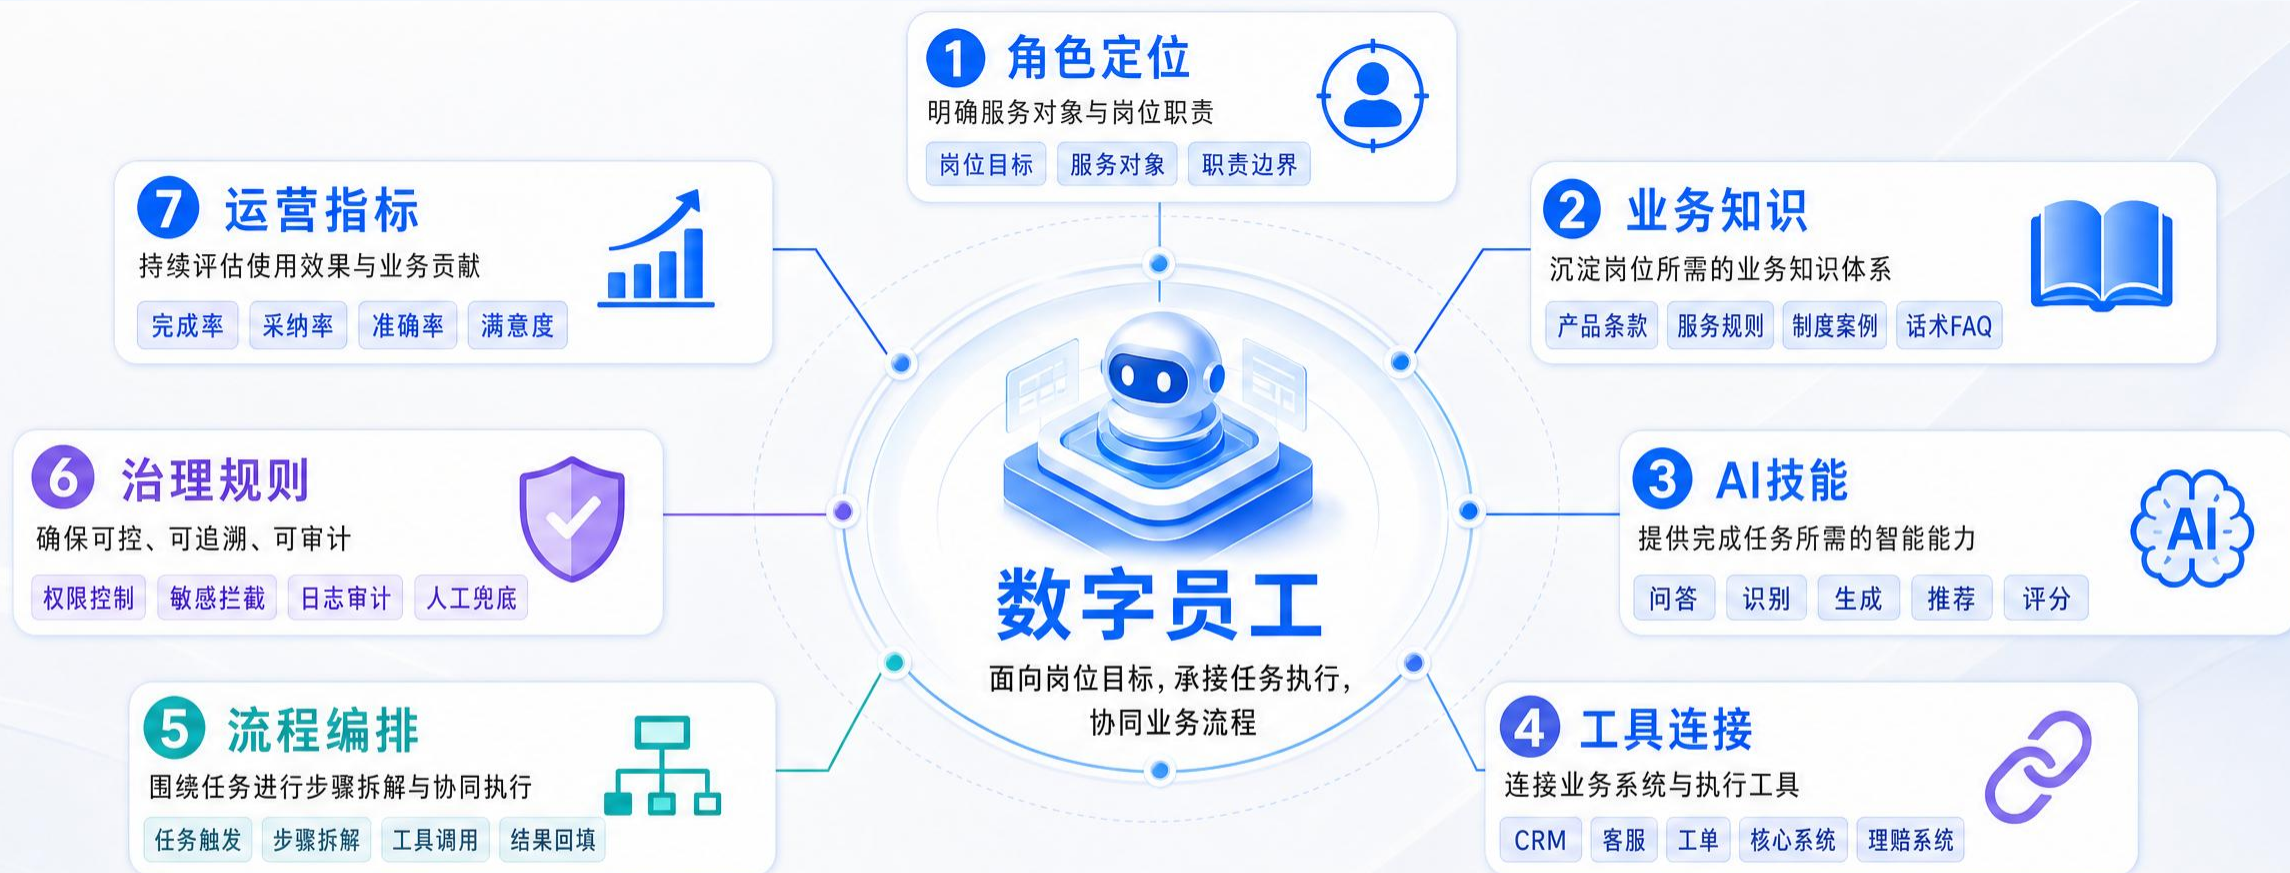 1 角色定位
明确服务对象与岗位职责
岗位目标 服务对象 职责边界
2 业务知识
沉淀岗位所需的业务知识体系
产品条款 服务规则 制度案例 话术FAQ
3 AI技能
提供完成任务所需的智能能力
问答 识别 生成 推荐 评分
AI
4 工具连接
连接业务系统与执行工具
CRM 客服 工单 核心系统 理赔系统
5 流程编排
围绕任务进行步骤拆解与协同执行
任务触发 步骤拆解 工具调用 结果回填
6 治理规则
确保可控、可追溯、可审计
权限控制 敏感拦截 日志审计 人工兜底
7 运营指标
持续评估使用效果与业务贡献
完成率 采纳率 准确率 满意度
数字员工
面向岗位目标,承接任务执行,
协同业务流程